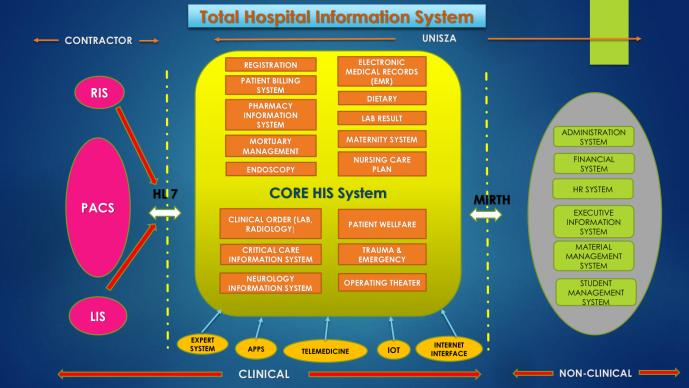 Total Hospital Information System
CONTRACTOR
UNISZA
RIS
PACS
LIS
HL 7
REGISTRATION
PATIENT BILLING
SYSTEM
PHARMACY
INFORMATION
SYSTEM
MORTUARY
MANAGEMENT
ENDOSCOPY
ELECTRONIC
MEDICAL RECORDS
(EMR)
DIETARY
LAB RESULT
MATERNITY SYSTEM
NURSING CARE
PLAN
CORE HIS System
CLINICAL ORDER (LAB,
RADIOLOGY)
CRITICAL CARE
INFORMATION SYSTEM
NEUROLOGY
INFORMATION SYSTEM
PATIENT WELLFARE
TRAUMA &
EMERGENCY
OPERATING THEATER
MIRTH
ADMINISTRATION
SYSTEM
FINANCIAL
SYSTEM
HR SYSTEM
EXECUTIVE
INFORMATION
SYSTEM
MATERIAL
MANAGEMENT
SYSTEM
STUDENT
MANAGEMENT
SYSTEM
EXPERT
SYSTEM
APPS
TELEMEDICINE
IOT
INTERNET
INTERFACE
CLINICAL
NON-CLINICAL